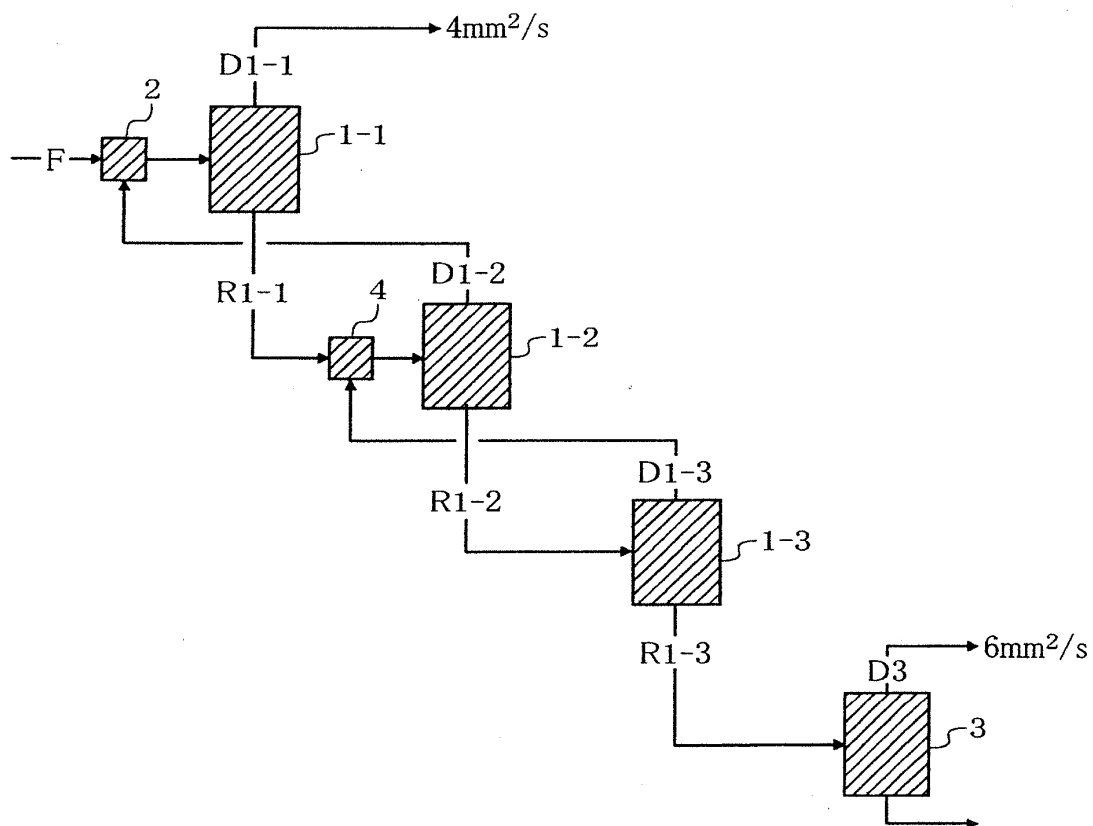 4mm²/s
D1-1
2
1-1
F
D1-2
R1-1
4
1-2
D1-3
R1-2
1-3
R1-3
6mm²/s
D3
3